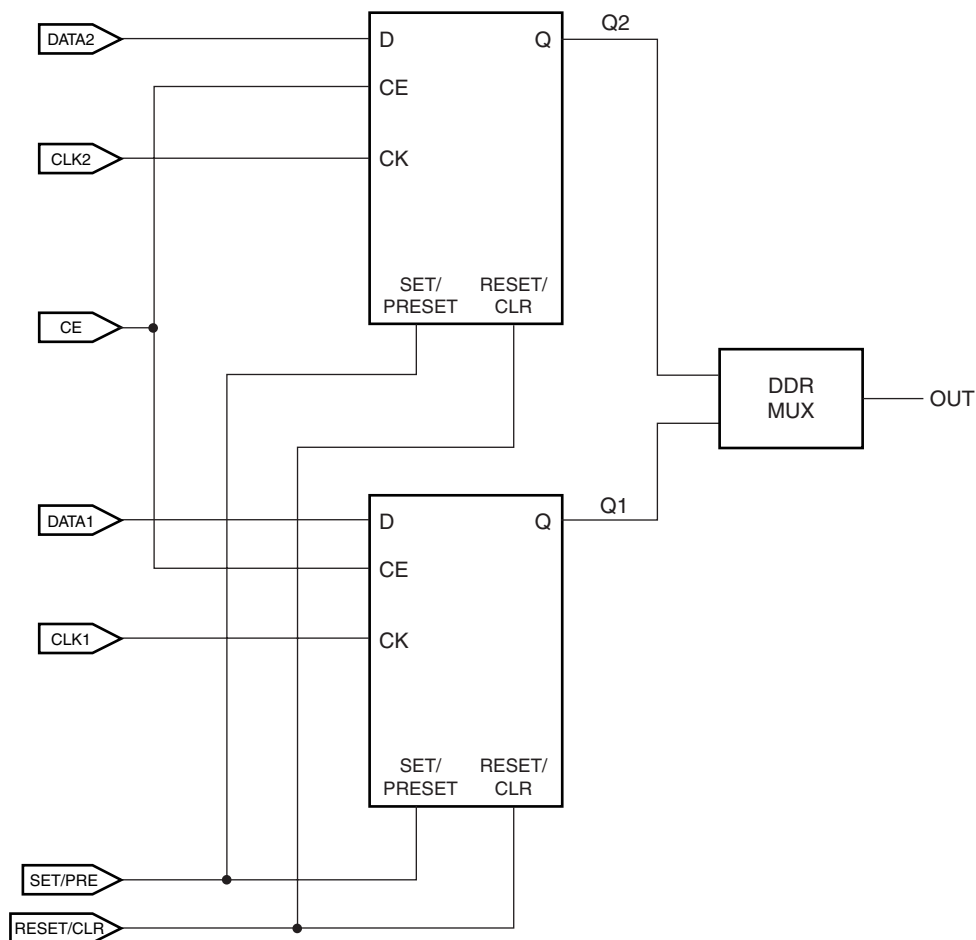 Q2
DATA2
D
Q
CE
CLK2
CK
SET/
PRESET
RESET/
CLR
CE
DDR
MUX
OUT
Q1
DATA1
D
Q
CE
CLK1
CK
SET/
PRESET
RESET/
CLR
SET/PRE
RESET/CLR